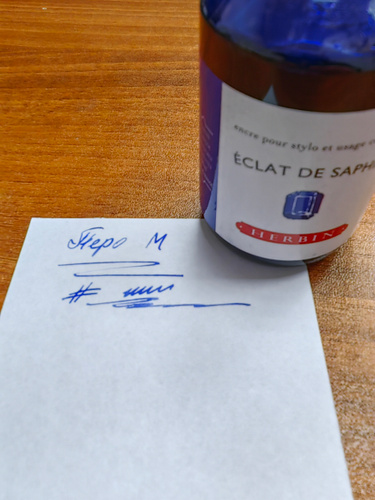 encre pour stylo et usage
ÉCLAT DE SAPH
HERBIN
Перо М
#